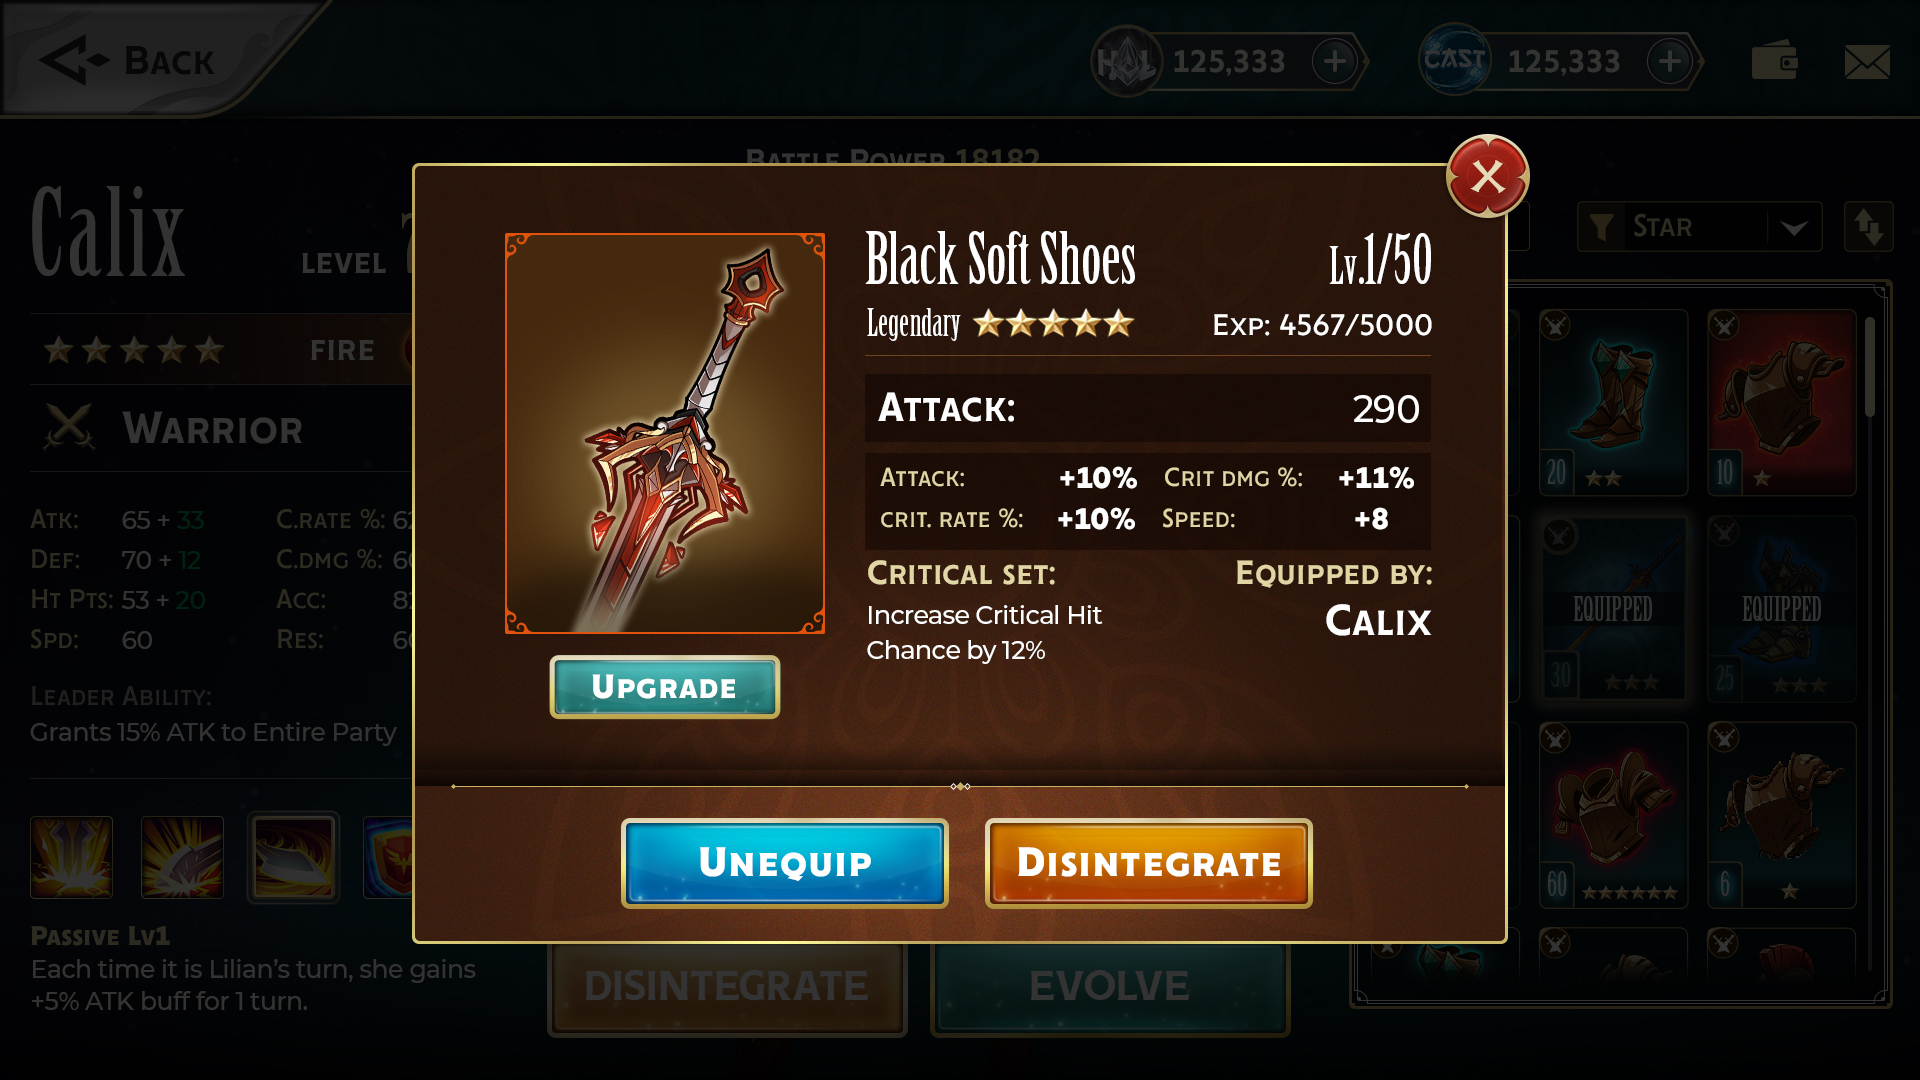 BACK
HOL 125,333
CAST 125,333
BATTLE POWER 18182
Calix
LEVEL
STAR
FIRE
WARRIOR
ATK: 65 + 33
C.RATE %:
DEF: 70 + 12
C.DMG %:
HT PTS: 53 + 20
ACC:
SPD: 60
RES:
LEADER ABILITY:
Grants 15% ATK to Entire Party
PASSIVE LV1
Each time it is Lilian's turn, she gains
+5% ATK buff for 1 turn.
Black Soft Shoes
LV.1/50
Legendary
EXP: 4567/5000
ATTACK: 290
ATTACK: +10% CRIT DMG %: +11%
CRIT. RATE %: +10% SPEED: +8
CRITICAL SET:
Increase Critical Hit
Chance by 12%
EQUIPPED BY:
CALIX
UPGRADE
UNEQUIP
DISINTEGRATE
DISINTEGRATE
EVOLVE
20
10
EQUIPPED
30
EQUIPPED
25
60
6